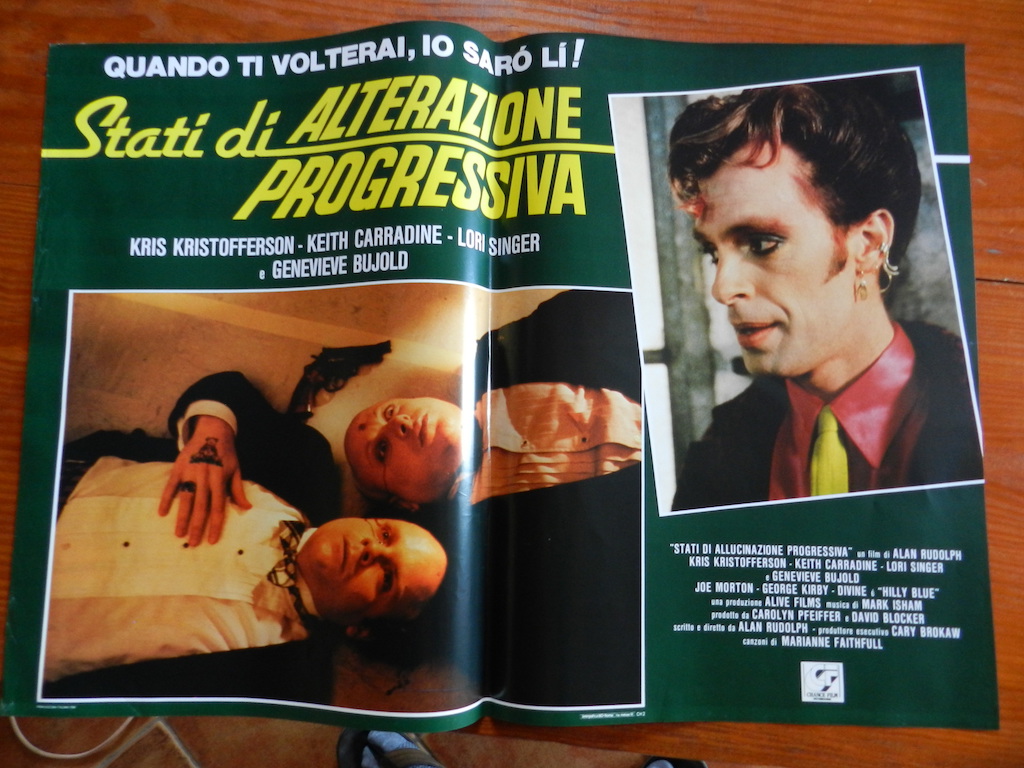 QUANDO TI VOLTERAI, IO SARÓ LÍ!
Stati di ALTERAZIONE
PROGRESSIVA
KRIS KRISTOFFERSON - KEITH CARRADINE - LORI SINGER
e GENEVIEVE BUJOLD
"STATI DI ALLUCINAZIONE PROGRESSIVA" un film di ALAN RUDOLPH
KRIS KRISTOFFERSON - KEITH CARRADINE - LORI SINGER
e GENEVIEVE BUJOLD
JOE MORTON - GEORGE KIRBY - DIVINE é "HILLY BLUE"
una produzione ALIVE FILMS musica di MARK ISHAM
prodotto da CAROLYN PFEIFFER e DAVID BLOCKER
scritto e diretto da ALAN RUDOLPH - produttore esecutivo CARY BROKAW
canzoni di MARIANNE FAITHFULL
CHANCE FILM